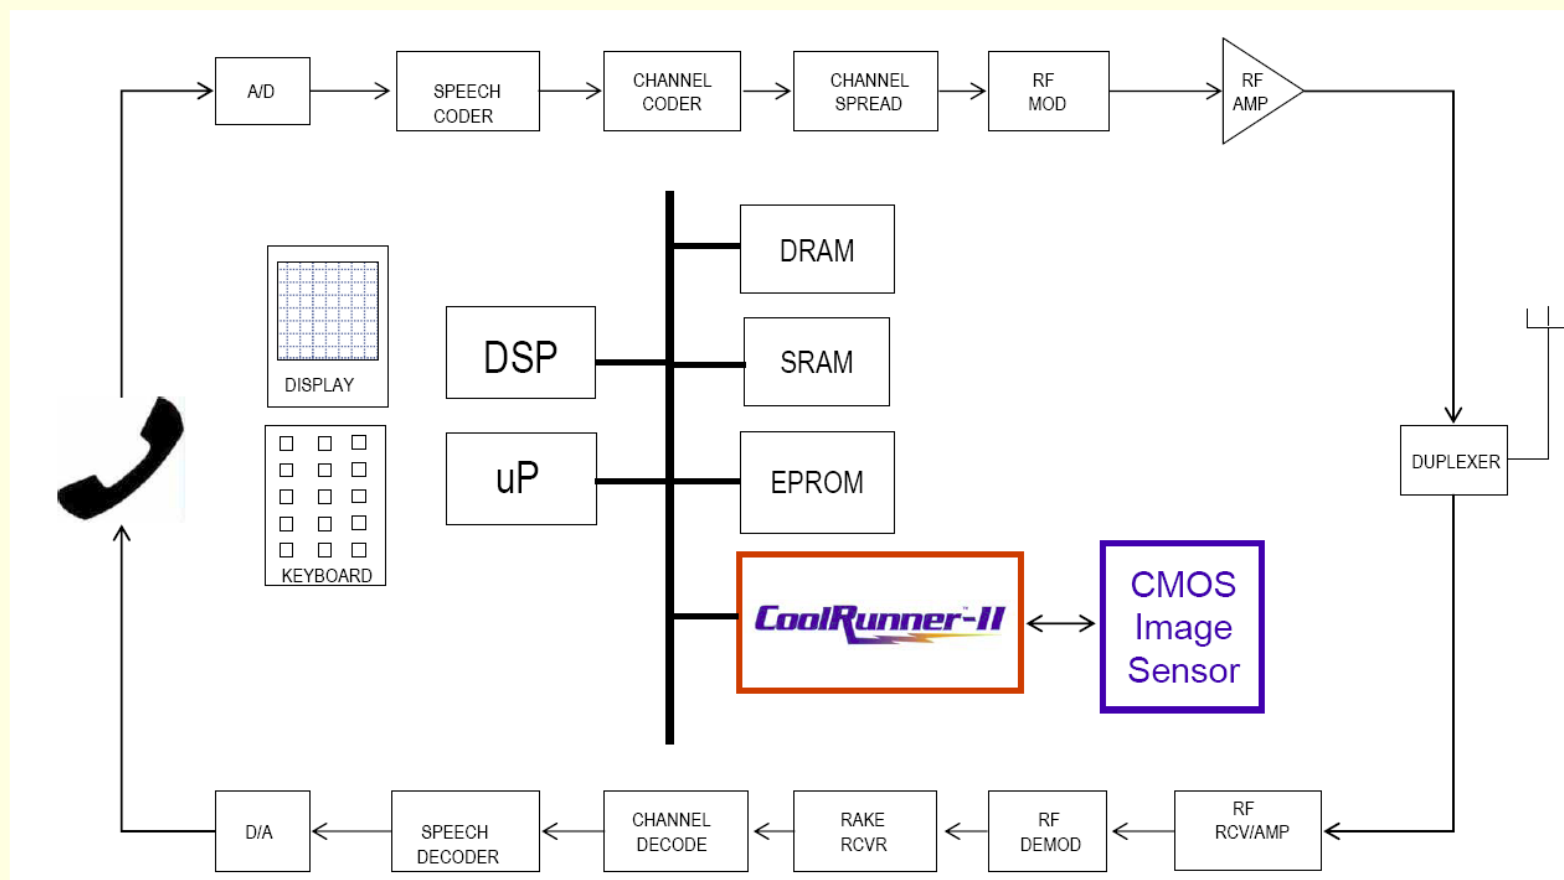 A/D
SPEECH
CODER
CHANNEL
CODER
CHANNEL
SPREAD
RF
MOD
RF
AMP
DRAM
DISPLAY
DSP
SRAM
uP
EPROM
DUPLEXER
KEYBOARD
CoolRunner™-II
CMOS
Image
Sensor
D/A
SPEECH
DECODER
CHANNEL
DECODE
RAKE
RCVR
RF
DEMOD
RF
RCV/AMP